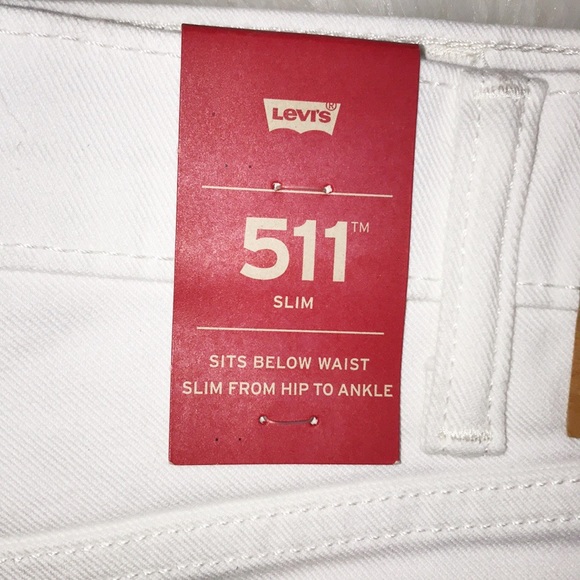 Levi's®
511™
SLIM
SITS BELOW WAIST
SLIM FROM HIP TO ANKLE